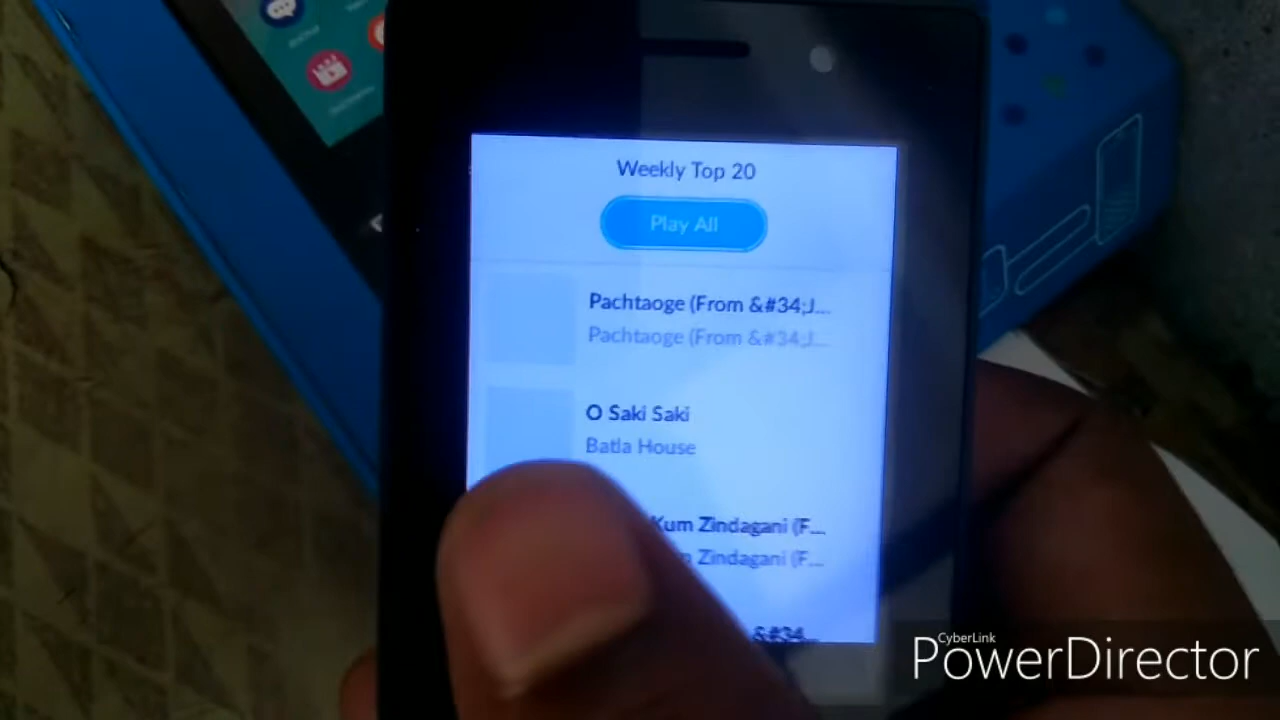 Weekly Top 20
Play All
Pachtaoge (From &#34;J...
Pachtaoge (From &#34;J...
O Saki Saki
Batla House
Kum Zindagani (F...
Zindagani (F...
&#34...
CyberLink
PowerDirector